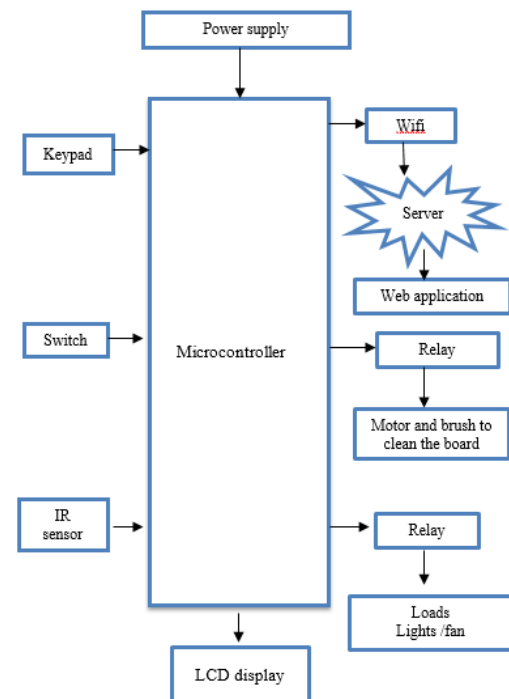 Power supply
Wifi
Keypad
Server
Web application
Switch
Microcontroller
Relay
Motor and brush to
clean the board
IR
sensor
Relay
Loads
Lights /fan
LCD display